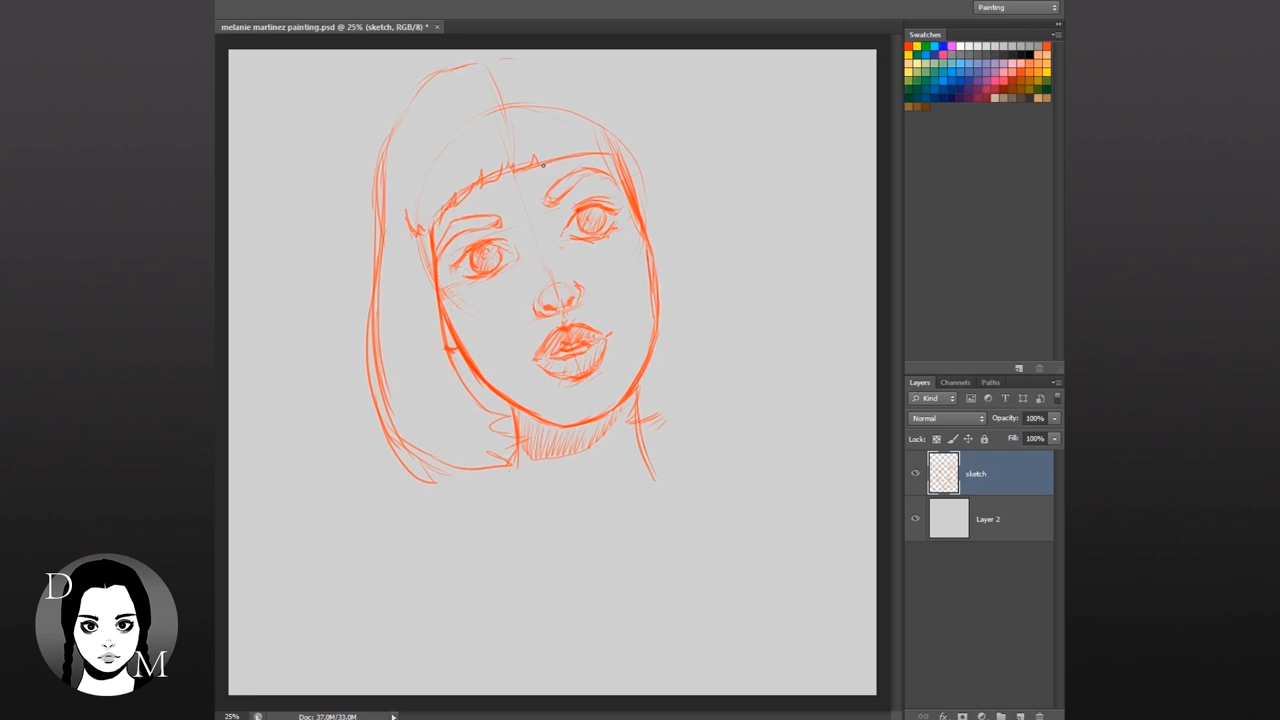 Painting
melanie martinez painting.psd @ 25% (sketch, RGB/8) *
Swatches
Layers Channels Paths
Kind
Normal Opacity: 100%
Lock: Fill: 100%
sketch
Layer 2
D
M
25% Doc: 37.0M/33.0M
fx